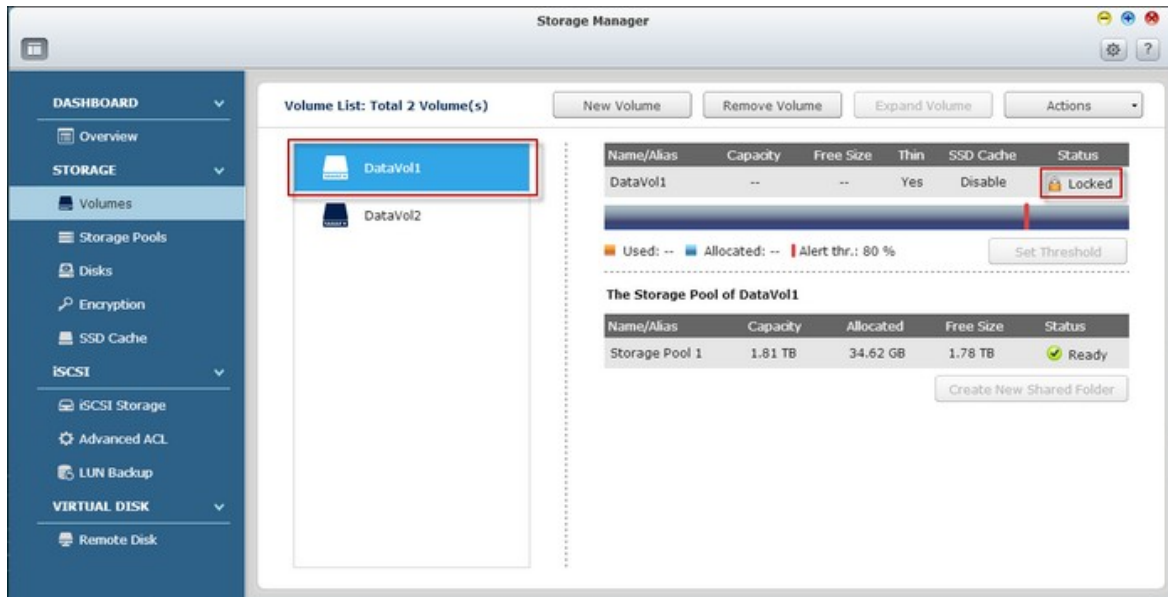 Storage Manager
?
DASHBOARD
Overview
STORAGE
Volumes
Storage Pools
Disks
Encryption
SSD Cache
iSCSI
iSCSI Storage
Advanced ACL
LUN Backup
VIRTUAL DISK
Remote Disk
Volume List: Total 2 Volume(s)
New Volume Remove Volume Expand Volume Actions
DataVol1
DataVol2
Name/Alias Capacity Free Size Thin SSD Cache Status
DataVol1 -- -- Yes Disable Locked
Used: -- Allocated: -- Alert thr.: 80 % Set Threshold
The Storage Pool of DataVol1
Name/Alias Capacity Allocated Free Size Status
Storage Pool 1 1.81 TB 34.62 GB 1.78 TB Ready
Create New Shared Folder